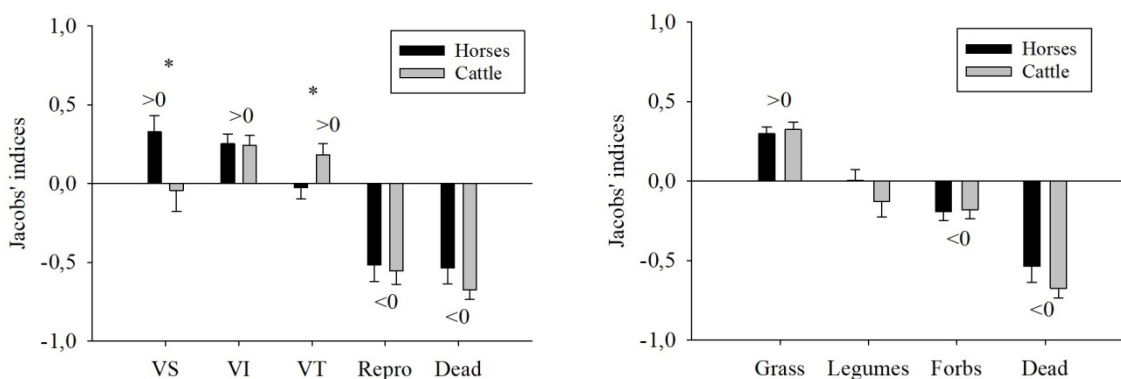 1,0
0,5
0,0
-0,5
-1,0
Jacobs' indices
Horses
Cattle
*
*
>0
>0
>0
<0
<0
VS VI VT Repro Dead
1,0
0,5
0,0
-0,5
-1,0
Jacobs' indices
Horses
Cattle
>0
<0
<0
Grass Legumes Forbs Dead